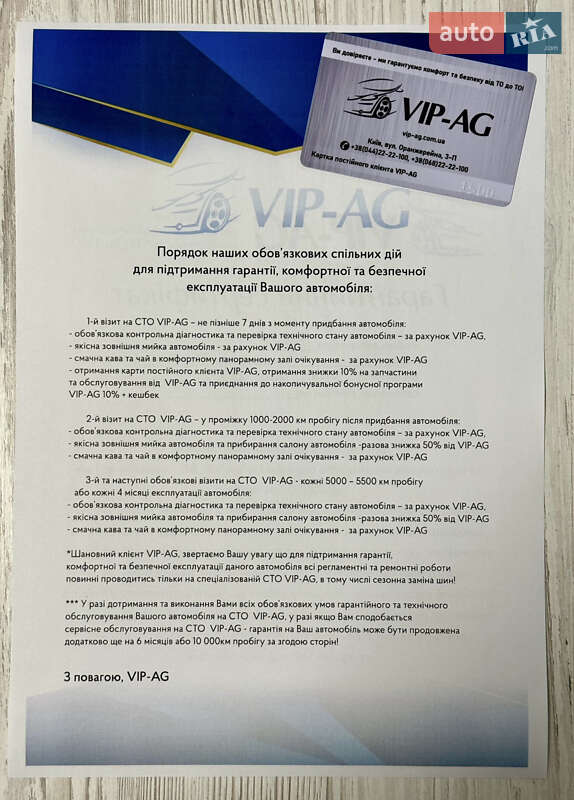 auto RIA .com
Ви довіряєте - ми гарантуємо комфорт та безпеку від ТО до ТО!
VIP-AG
vip-ag.com.ua
Київ, вул. Оранжерейна, 3-П
+38(044)22-22-100, +38(068)22-22-100
Картка постійного клієнта VIP-AG
VIP-AG
Порядок наших обов'язкових спільних дій
для підтримання гарантії, комфортної та безпечної
експлуатації Вашого автомобіля:
1-й візит на СТО VIP-AG – не пізніше 7 днів з моменту придбання автомобіля:
- обов'язкова контрольна діагностика та перевірка технічного стану автомобіля – за рахунок VIP-AG,
- якісна зовнішня мийка автомобіля - за рахунок VIP-AG
- смачна кава та чай в комфортному панорамному залі очікування - за рахунок VIP-AG
- отримання карти постійного клієнта VIP-AG, отримання знижки 10% на запчастини
та обслуговування від VIP-AG та приєднання до накопичувальної бонусної програми
VIP-AG 10% + кешбек
2-й візит на СТО VIP-AG – у проміжку 1000-2000 км пробігу після придбання автомобіля:
- обов'язкова контрольна діагностика та перевірка технічного стану автомобіля – за рахунок VIP-AG,
- якісна зовнішня мийка автомобіля та прибирання салону автомобіля -разова знижка 50% від VIP-AG
- смачна кава та чай в комфортному панорамному залі очікування - за рахунок VIP-AG
3-й та наступні обов'язкові візити на СТО VIP-AG - кожні 5000 – 5500 км пробігу
або кожні 4 місяці експлуатації автомобіля:
- обов'язкова контрольна діагностика та перевірка технічного стану автомобіля – за рахунок VIP-AG,
- якісна зовнішня мийка автомобіля та прибирання салону автомобіля -разова знижка 50% від VIP-AG
- смачна кава та чай в комфортному панорамному залі очікування - за рахунок VIP-AG
*Шановний клієнт VIP-AG, звертаємо Вашу увагу що для підтримання гарантії,
комфортної та безпечної експлуатації даного автомобіля всі регламентні та ремонтні роботи
повинні проводитись тільки на спеціалізованій СТО VIP-AG, в тому числі сезонна заміна шин!
*** У разі дотримання та виконання Вами всіх обов'язкових умов гарантійного та технічного
обслуговування Вашого автомобіля на СТО VIP-AG, у разі якщо Вам сподобається
сервісне обслуговування на СТО VIP-AG - гарантія на Ваш автомобіль може бути продовжена
додатково ще на 6 місяців або 10 000км пробігу за згодою сторін!
З повагою, VIP-AG